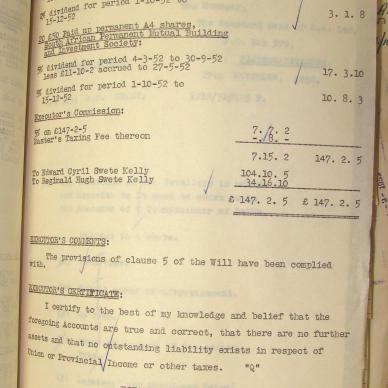 % dividend for period 1-10-52 to
15-12-52 3. 1. 8
20 £50 Paid up permanent A4 shares,
South African Permanent Mutual Building
and Investment Society:
5% dividend for period 4-3-52 to 30-9-52
less £11-10-2 accrued to 27-5-52 17. 3.10
5% dividend for period 1-10-52 to
15-12-52 10. 8. 3
Executor's Commission:
5% on £147-2-5 7. 7. 2
Master's Taxing Fee thereon -. 8. -
7.15. 2 147. 2. 5
To Edward Cyril Swete Kelly 104.10. 5
To Reginald Hugh Swete Kelly 34.16.10
£ 147. 2. 5 £ 147. 2. 5
EXECUTOR'S COMMENTS:
The provisions of clause 5 of the Will have been complied
with.
EXECUTOR'S CERTIFICATE:
I certify to the best of my knowledge and belief that the
foregoing Accounts are true and correct, that there are no further
assets and that no outstanding liability exists in respect of
Union or Provincial Income or other taxes. "Q"